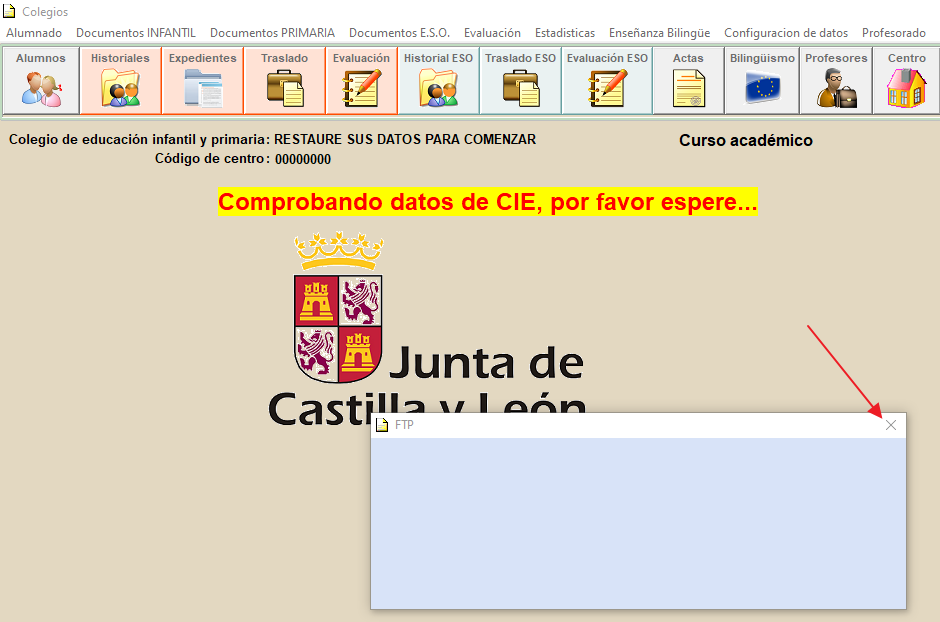 Colegios
Alumnado Documentos INFANTIL Documentos PRIMARIA Documentos E.S.O. Evaluación Estadisticas Enseñanza Bilingüe Configuracion de datos Profesorado
Alumnos Historiales Expedientes Traslado Evaluación Historial ESO Traslado ESO Evaluación ESO Actas Bilingüismo Profesores Centro
Colegio de educación infantil y primaria: RESTAURE SUS DATOS PARA COMENZAR Curso académico
Código de centro: 00000000
Comprobando datos de CIE, por favor espere...
Junta de
Castilla y León
FTP